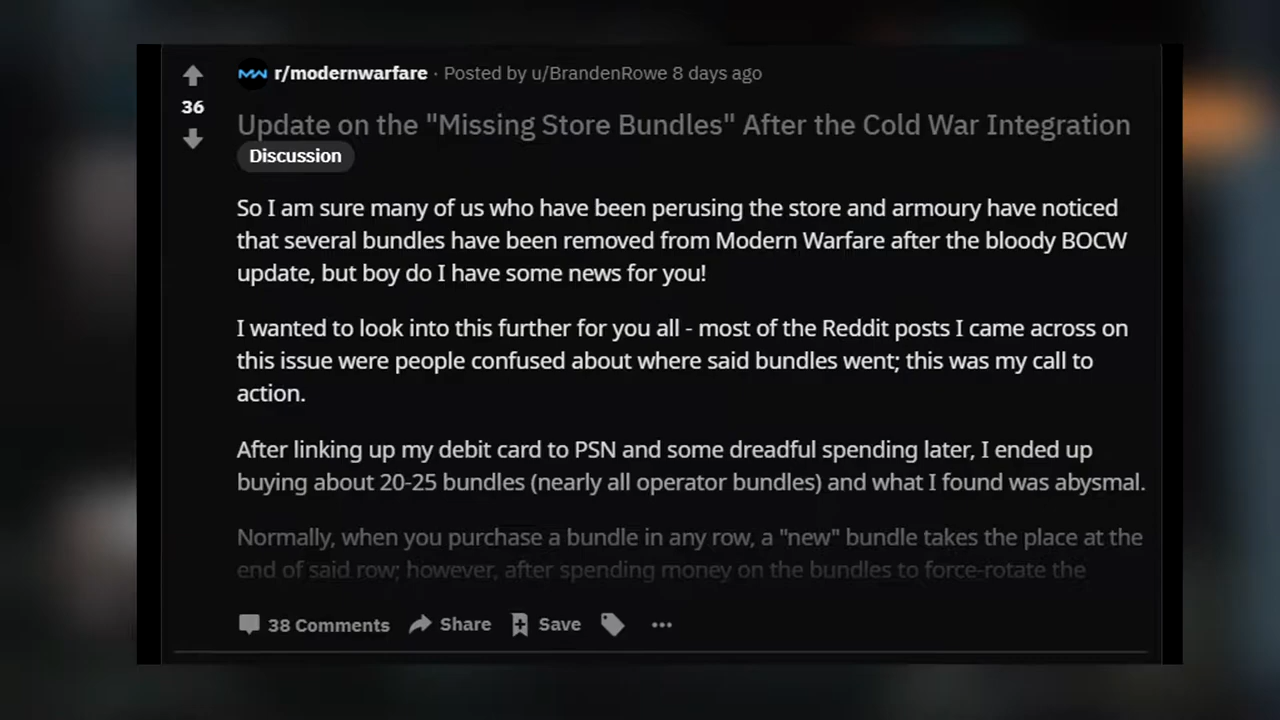 r/modernwarfare · Posted by u/BrandenRowe 8 days ago
36
Update on the "Missing Store Bundles" After the Cold War Integration
Discussion
So I am sure many of us who have been perusing the store and armoury have noticed
that several bundles have been removed from Modern Warfare after the bloody BOCW
update, but boy do I have some news for you!
I wanted to look into this further for you all - most of the Reddit posts I came across on
this issue were people confused about where said bundles went; this was my call to
action.
After linking up my debit card to PSN and some dreadful spending later, I ended up
buying about 20-25 bundles (nearly all operator bundles) and what I found was abysmal.
Normally, when you purchase a bundle in any row, a "new" bundle takes the place at the
end of said row; however, after spending money on the bundles to force-rotate the
38 Comments Share Save